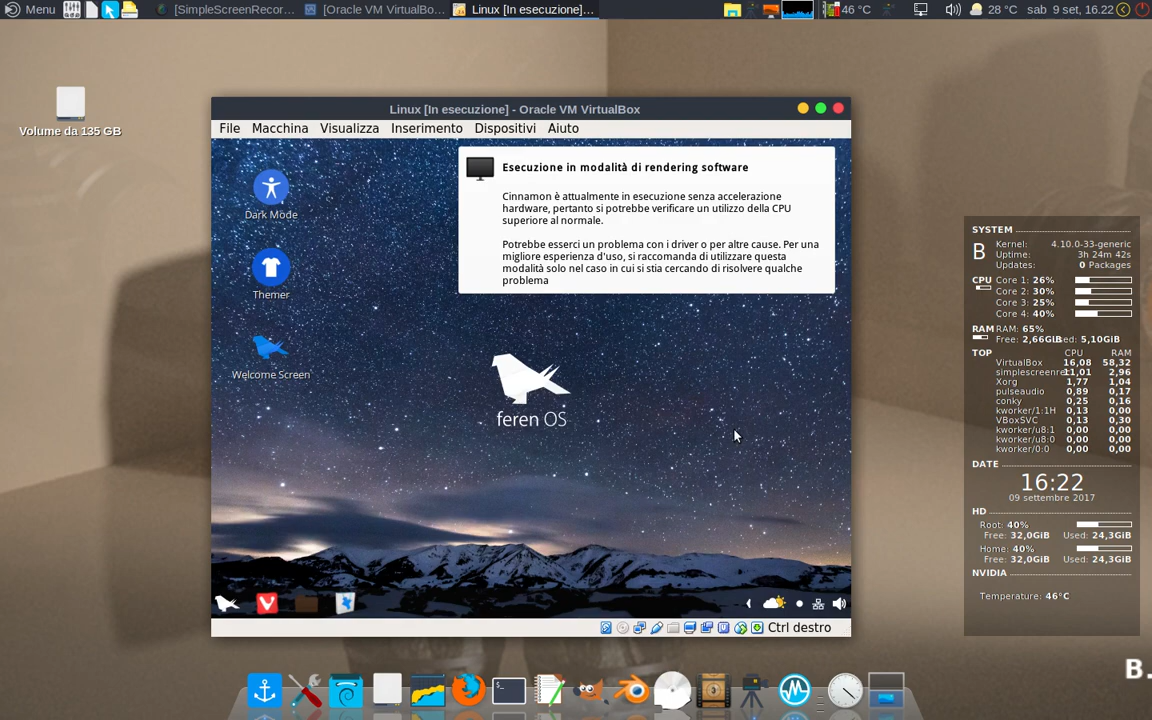 Menu
[SimpleScreenRecor...
[Oracle VM VirtualBo...
Linux [In esecuzione]...
46 °C
28 °C
sab 9 set, 16.22
Volume da 135 GB
Linux [In esecuzione] - Oracle VM VirtualBox
File Macchina Visualizza Inserimento Dispositivi Aiuto
Dark Mode
Themer
Welcome Screen
Esecuzione in modalità di rendering software
Cinnamon è attualmente in esecuzione senza accelerazione
hardware, pertanto si potrebbe verificare un utilizzo della CPU
superiore al normale.
Potrebbe esserci un problema con i driver o per altre cause. Per una
migliore esperienza d'uso, si raccomanda di utilizzare questa
modalità solo nel caso in cui si stia cercando di risolvere qualche
problema
feren OS
Ctrl destro
SYSTEM
B
Kernel: 4.10.0-33-generic
Uptime: 3h 24m 42s
Updates: 0 Packages
CPU Core 1: 26%
Core 2: 30%
Core 3: 25%
Core 4: 40%
RAM RAM: 65%
Free: 2,66GiB Used: 5,10GiB
TOP CPU RAM
VirtualBox 16,08 58,32
simplescreenre 11,01 2,96
Xorg 1,77 1,04
pulseaudio 0,89 0,17
conky 0,25 0,16
kworker/1:1H 0,13 0,00
VBoxSVC 0,13 0,30
kworker/u8:1 0,00 0,00
kworker/u8:0 0,00 0,00
kworker/0:0 0,00 0,00
DATE
16:22
09 settembre 2017
HD
Root: 40%
Free: 32,0GiB Used: 24,3GiB
Home: 40%
Free: 32,0GiB Used: 24,3GiB
NVIDIA
Temperature: 46°C
B.